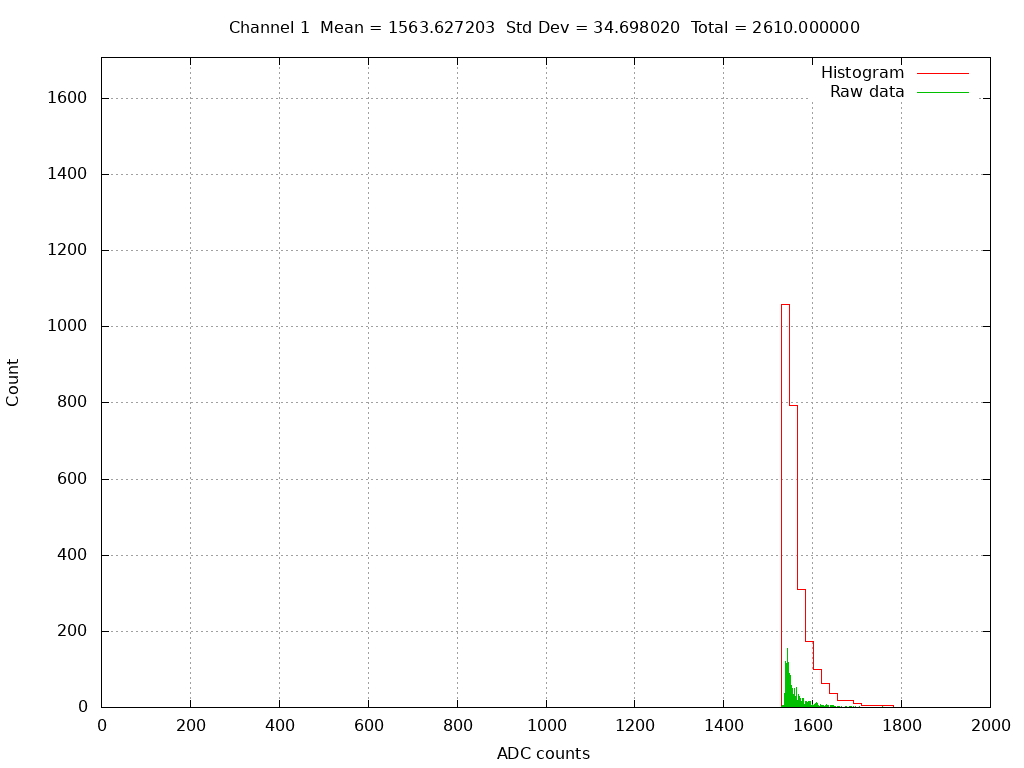 Channel 1  Mean = 1563.627203  Std Dev = 34.698020  Total = 2610.000000
Histogram
Raw data
1600
1400
1200
1000
800
600
400
200
0
Count
0 200 400 600 800 1000 1200 1400 1600 1800 2000
ADC counts